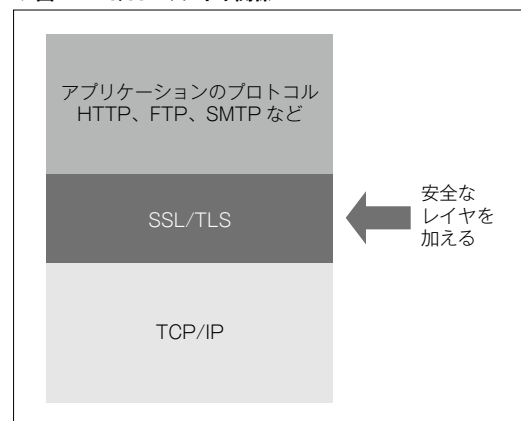 アプリケーションのプロトコル
HTTP、FTP、SMTP など
SSL/TLS
安全な
レイヤを
加える
TCP/IP